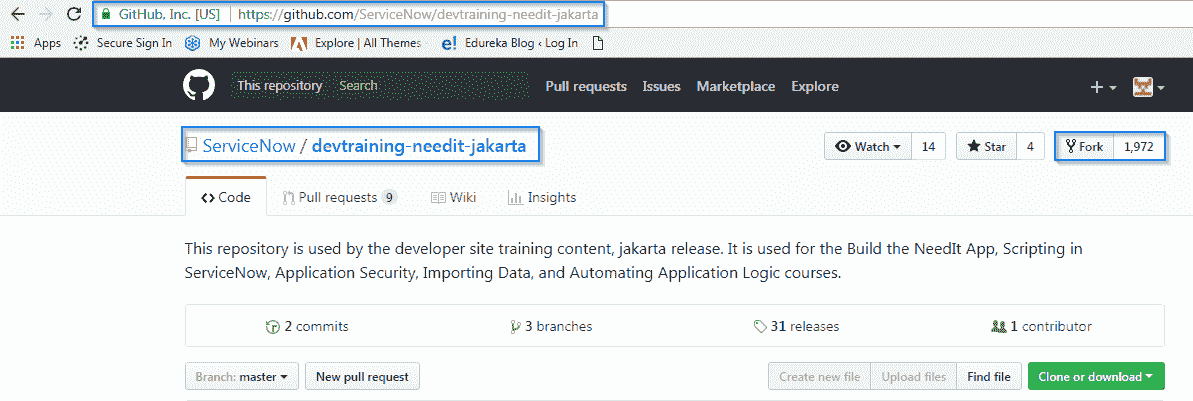 GitHub, Inc. [US] https://github.com/ServiceNow/devtraining-needit-jakarta
Apps Secure Sign In My Webinars Explore | All Themes e! Edureka Blog ‹ Log In
This repository Search Pull requests Issues Marketplace Explore
ServiceNow / devtraining-needit-jakarta Watch 14 Star 4 Fork 1,972
Code Pull requests 9 Wiki Insights
This repository is used by the developer site training content, jakarta release. It is used for the Build the NeedIt App, Scripting in
ServiceNow, Application Security, Importing Data, and Automating Application Logic courses.
2 commits 3 branches 31 releases 1 contributor
Branch: master New pull request Create new file Upload files Find file Clone or download